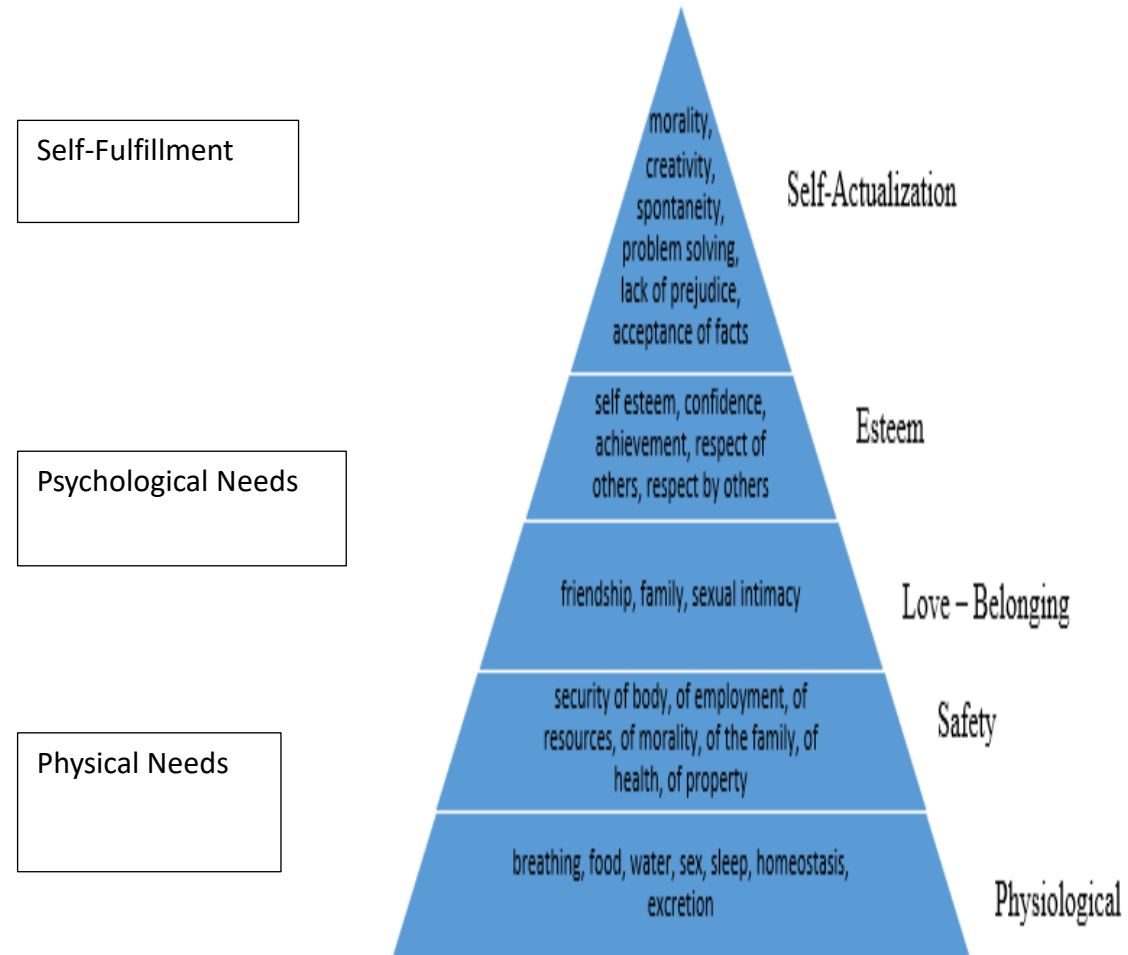 Self-Fulfillment
morality,
creativity,
spontaneity,
problem solving,
lack of prejudice,
acceptance of facts
Self-Actualization
self esteem, confidence,
achievement, respect of
others, respect by others
Esteem
Psychological Needs
friendship, family, sexual intimacy
Love – Belonging
security of body, of employment, of
resources, of morality, of the family, of
health, of property
Safety
Physical Needs
breathing, food, water, sex, sleep, homeostasis,
excretion
Physiological